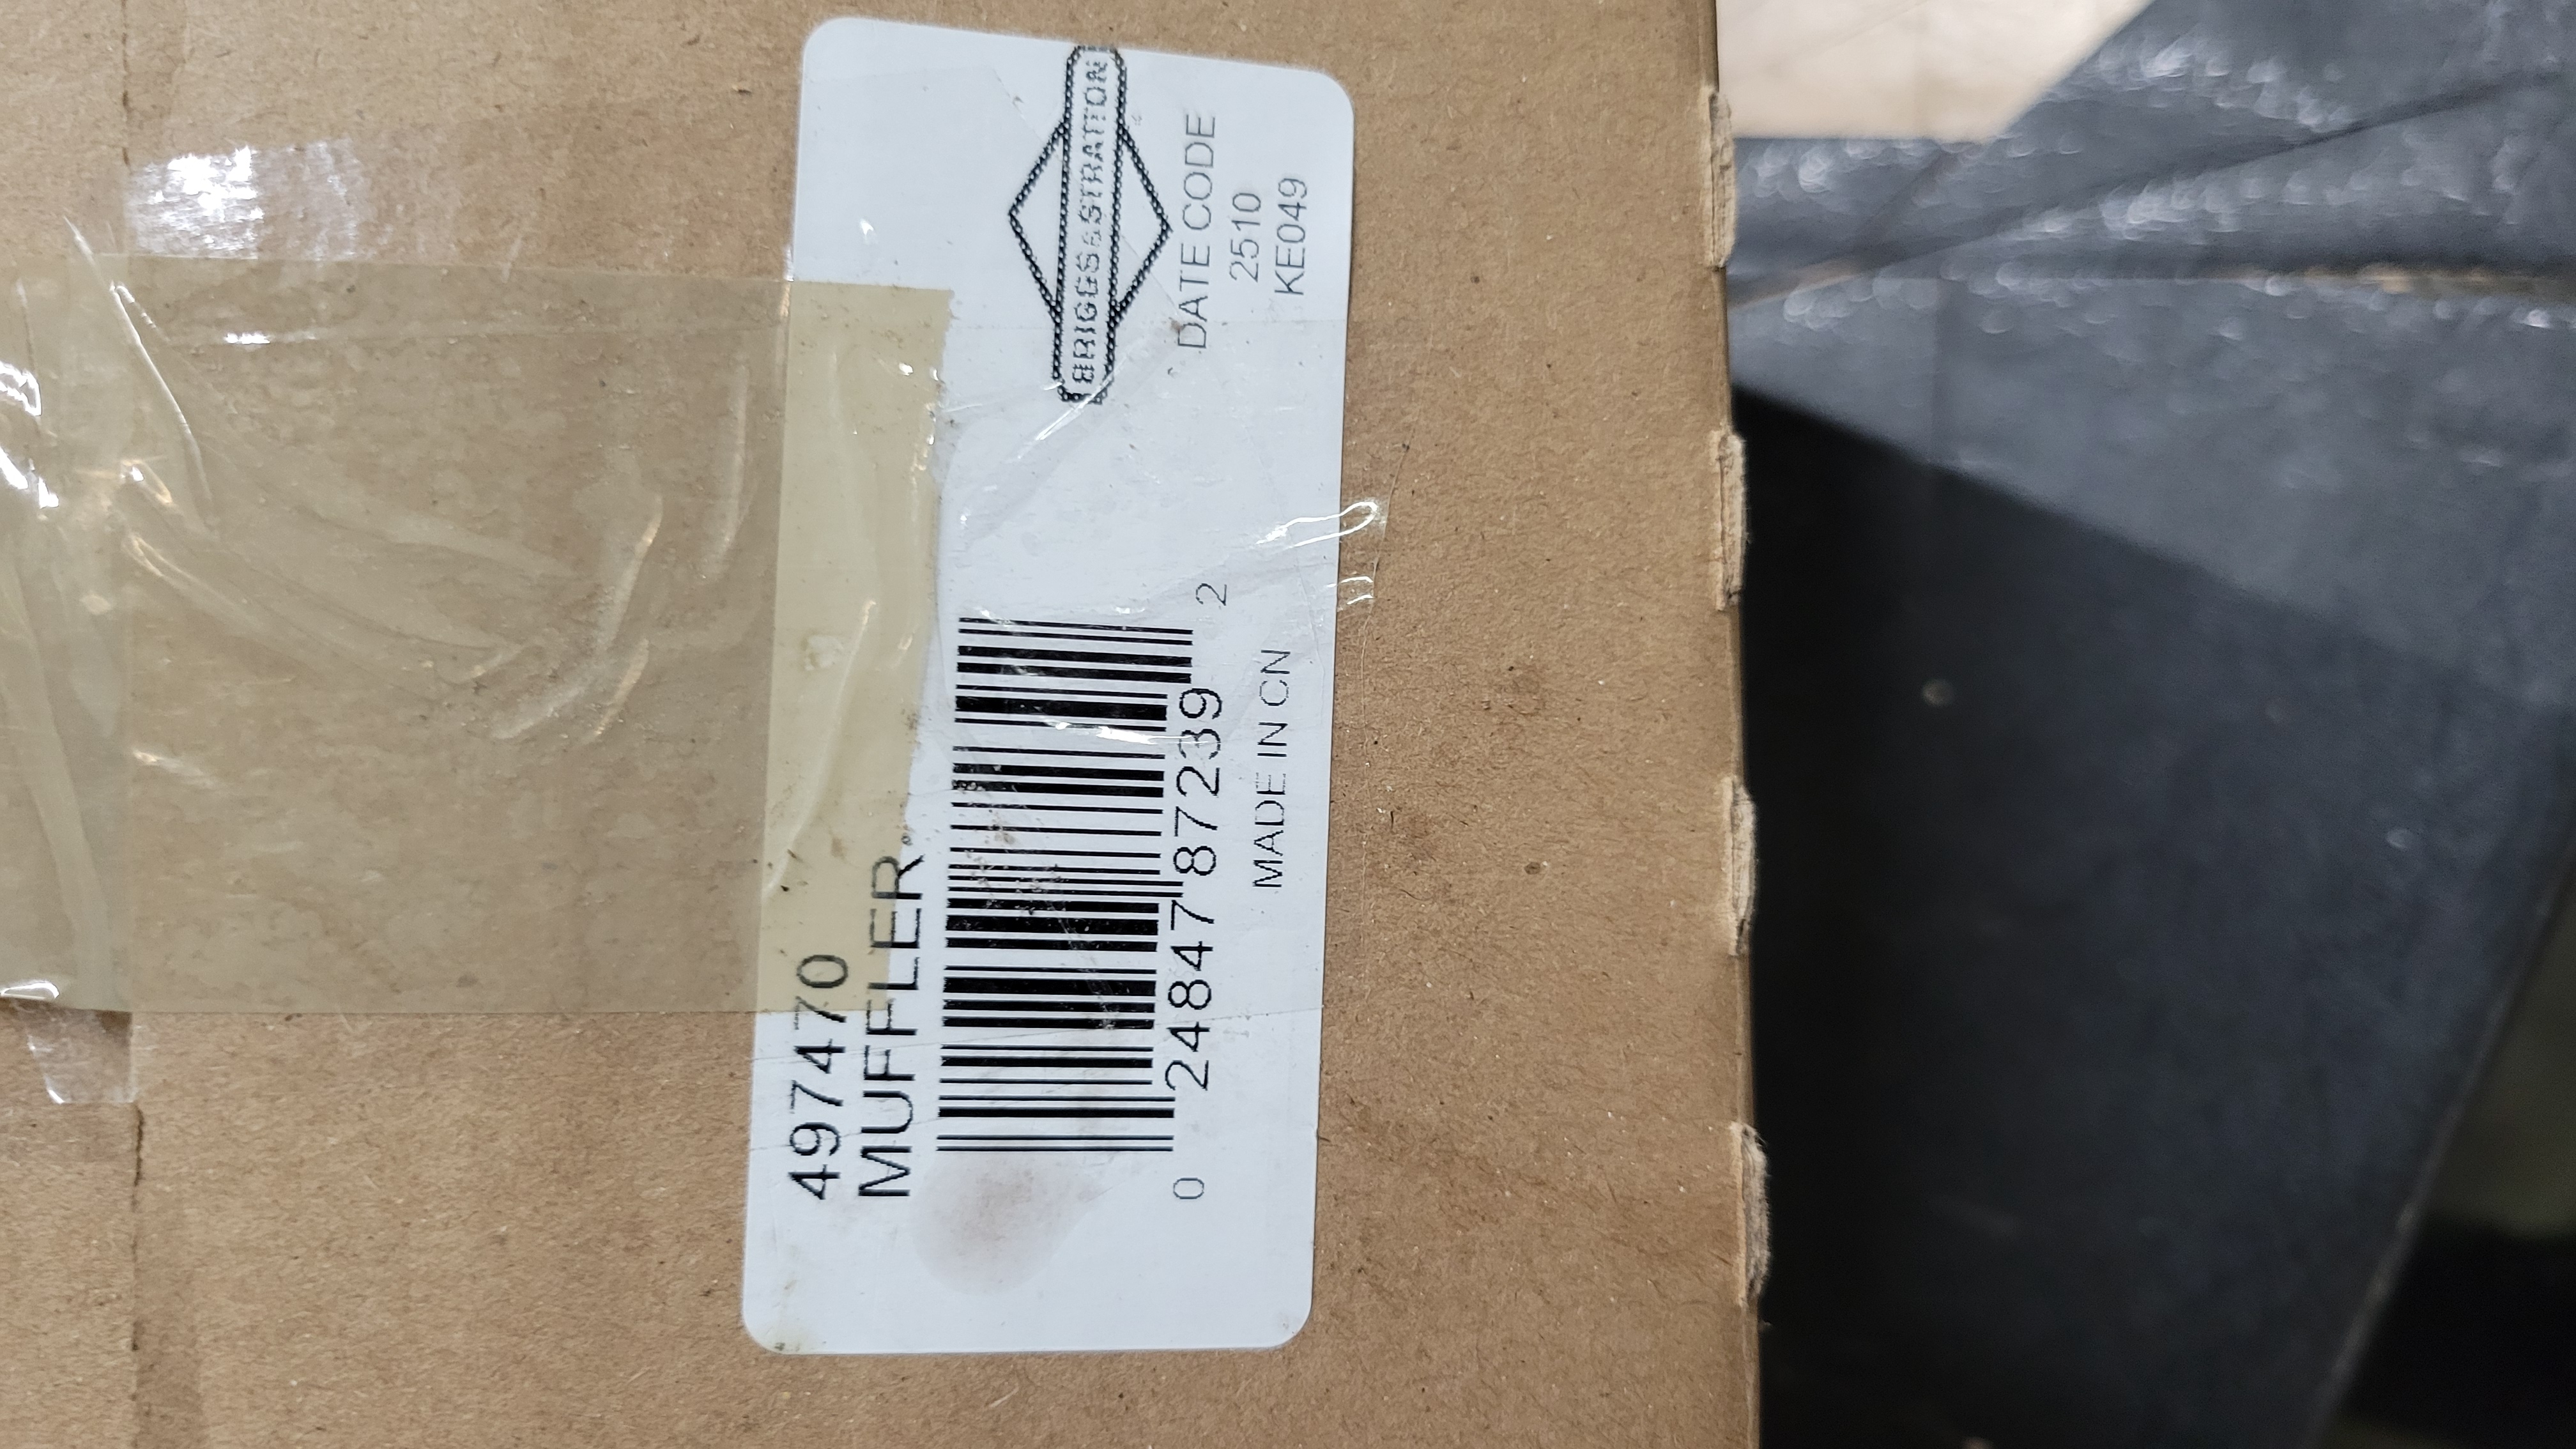 497470
MUFFLER
0 24847 87239 2
MADE IN CN
BRIGGS&STRATTON
DATE CODE
2510
KE049